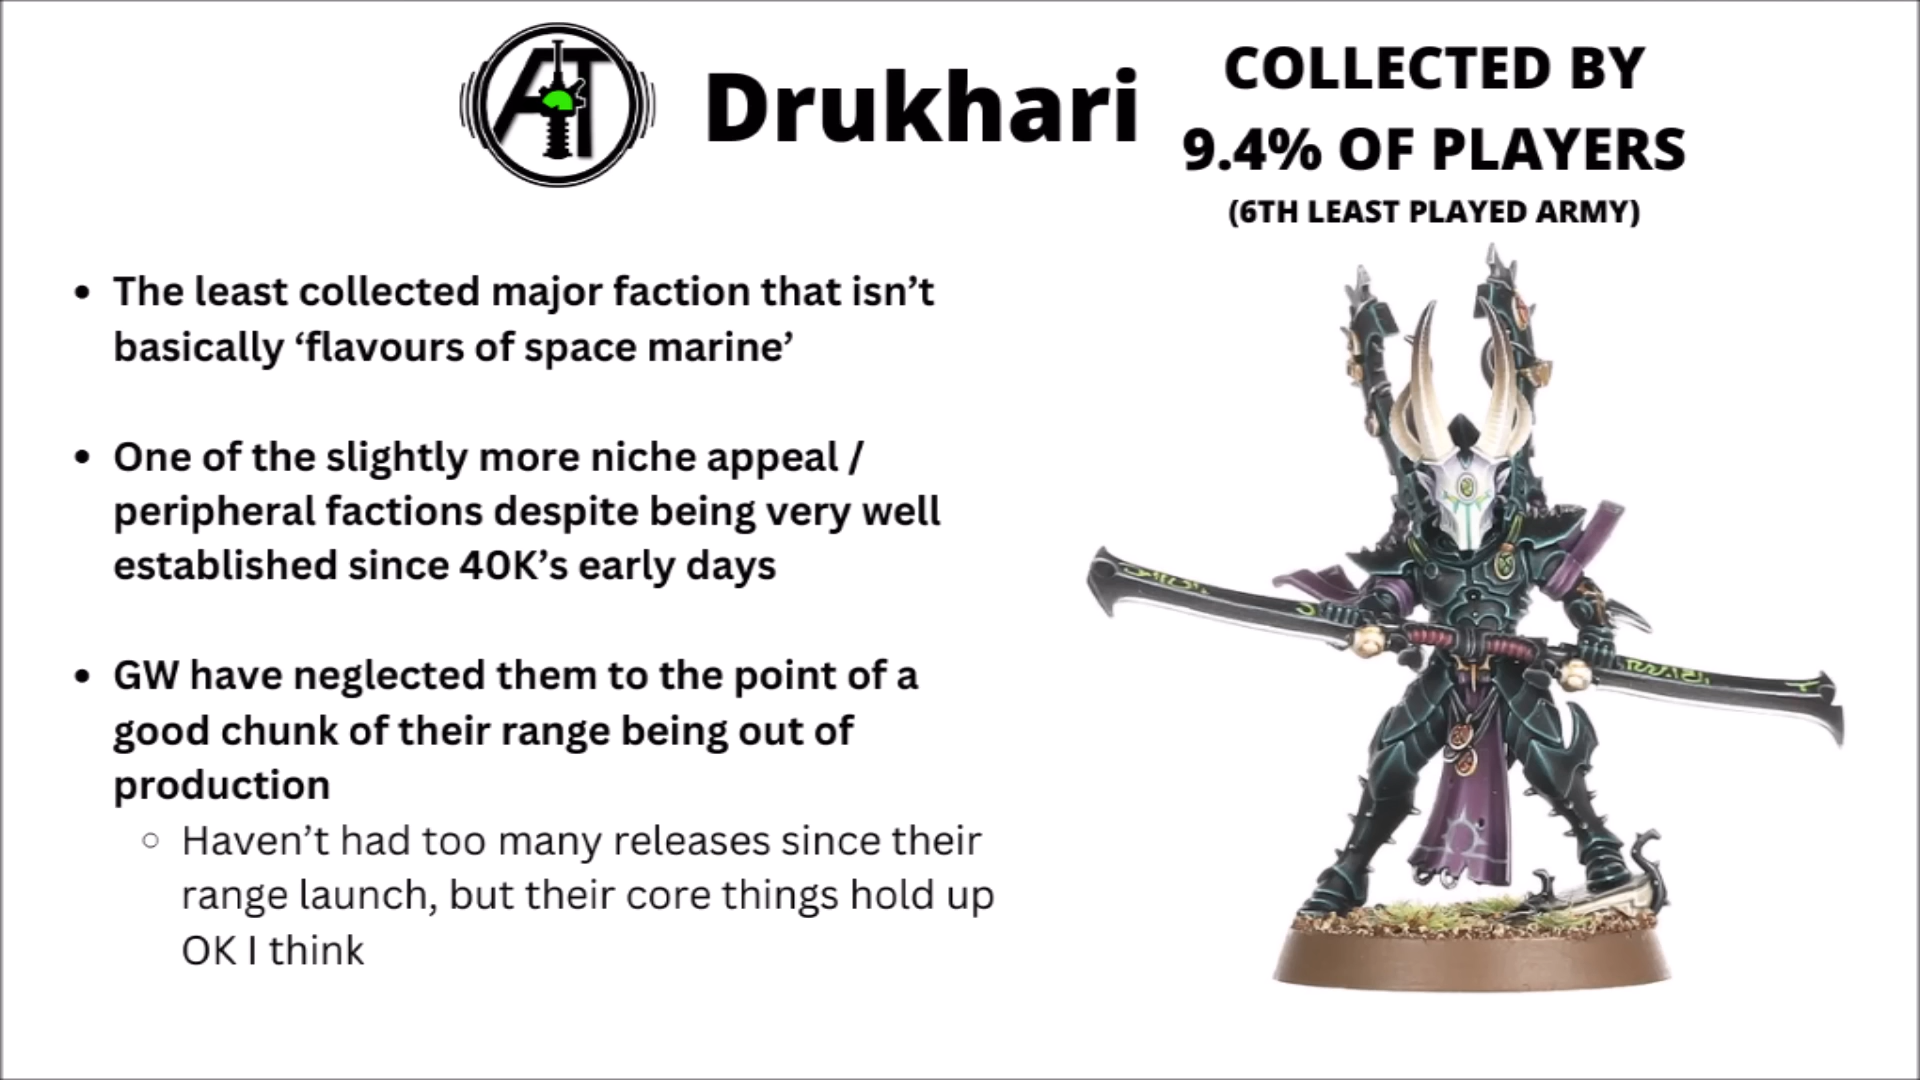 AT
Drukhari
COLLECTED BY
9.4% OF PLAYERS
(6TH LEAST PLAYED ARMY)
The least collected major faction that isn’t
basically ‘flavours of space marine’
One of the slightly more niche appeal /
peripheral factions despite being very well
established since 40K’s early days
GW have neglected them to the point of a
good chunk of their range being out of
production
Haven’t had too many releases since their
range launch, but their core things hold up
OK I think